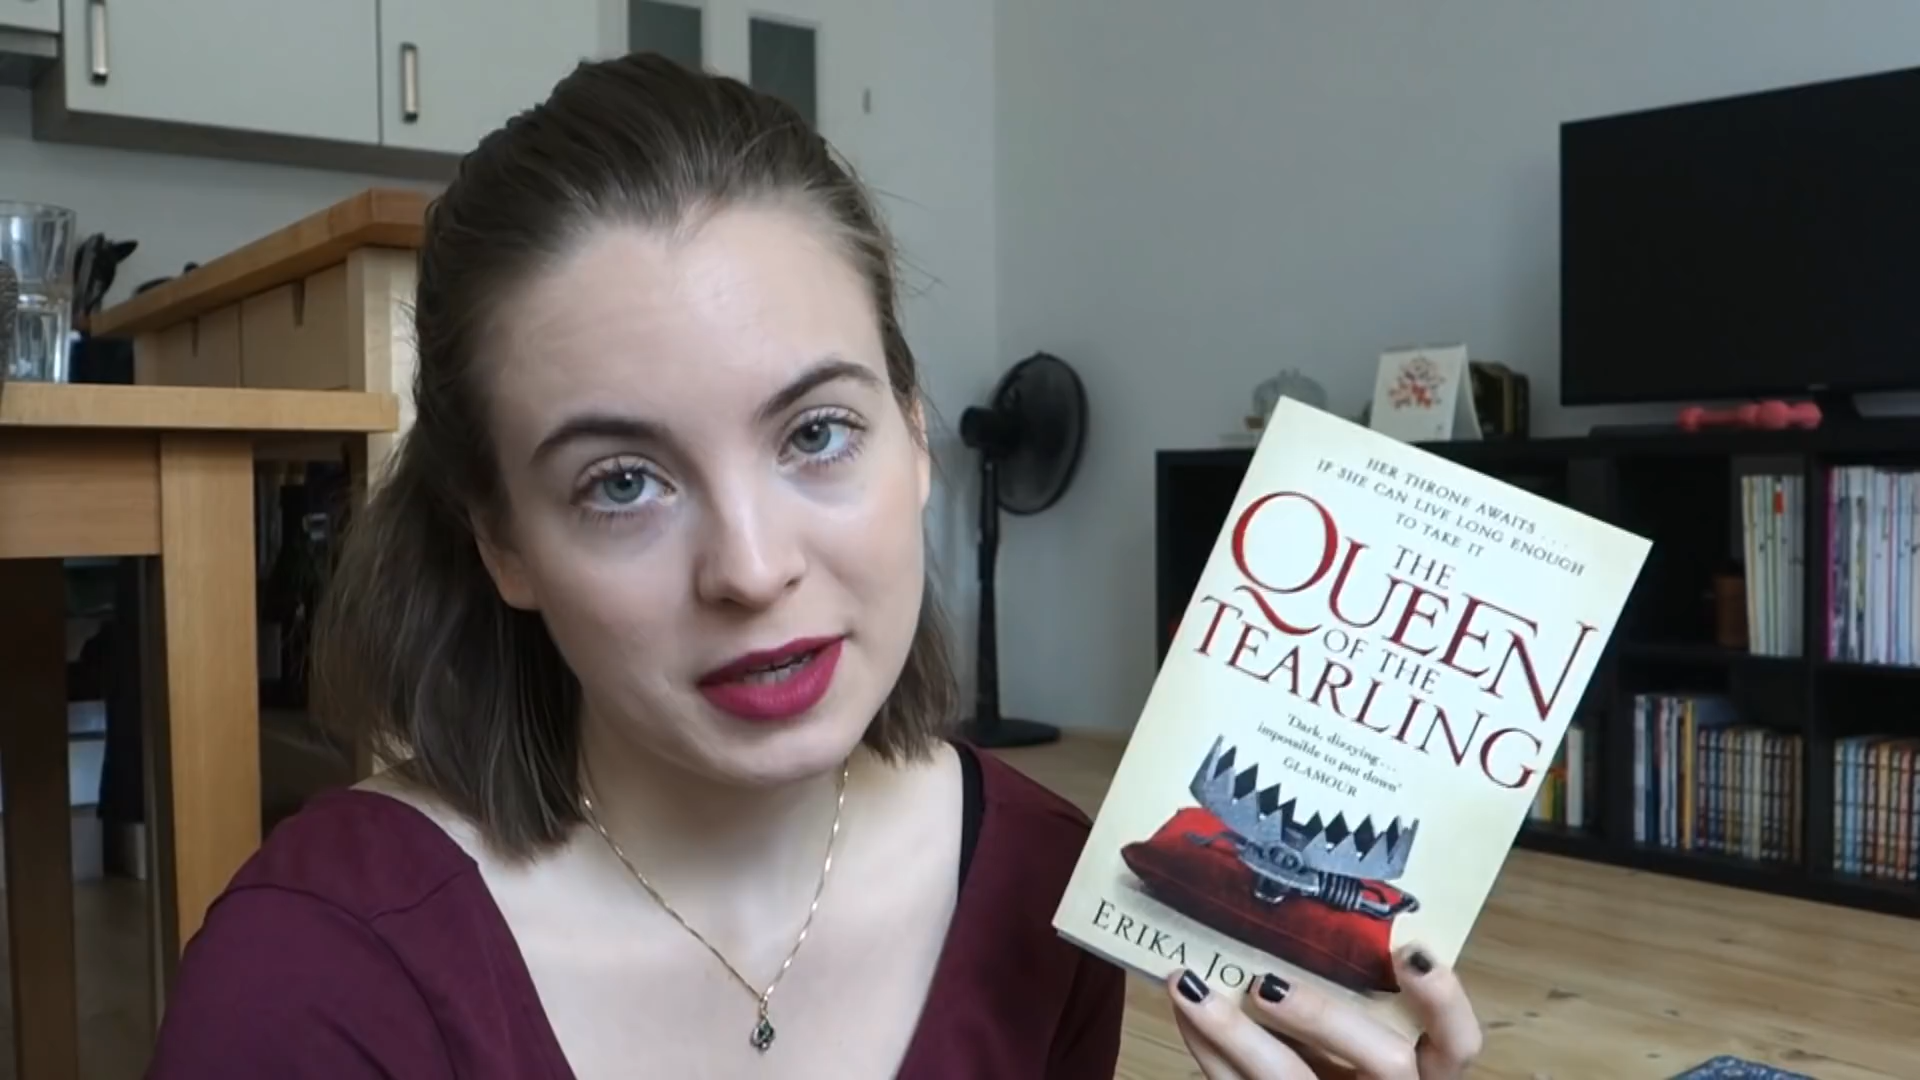 HER THRONE AWAITS...
IF SHE CAN LIVE LONG ENOUGH
TO TAKE IT
THE
QUEEN
OF THE
TEARLING
'Dark, dizzying...
impossible to put down'
GLAMOUR
ERIKA JO